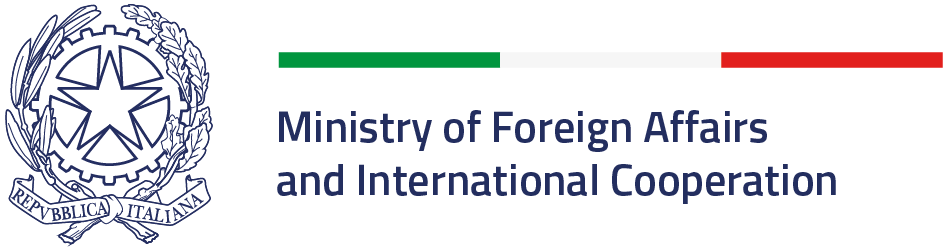 REPVBBLICA ITALIANA
Ministry of Foreign Affairs
and International Cooperation